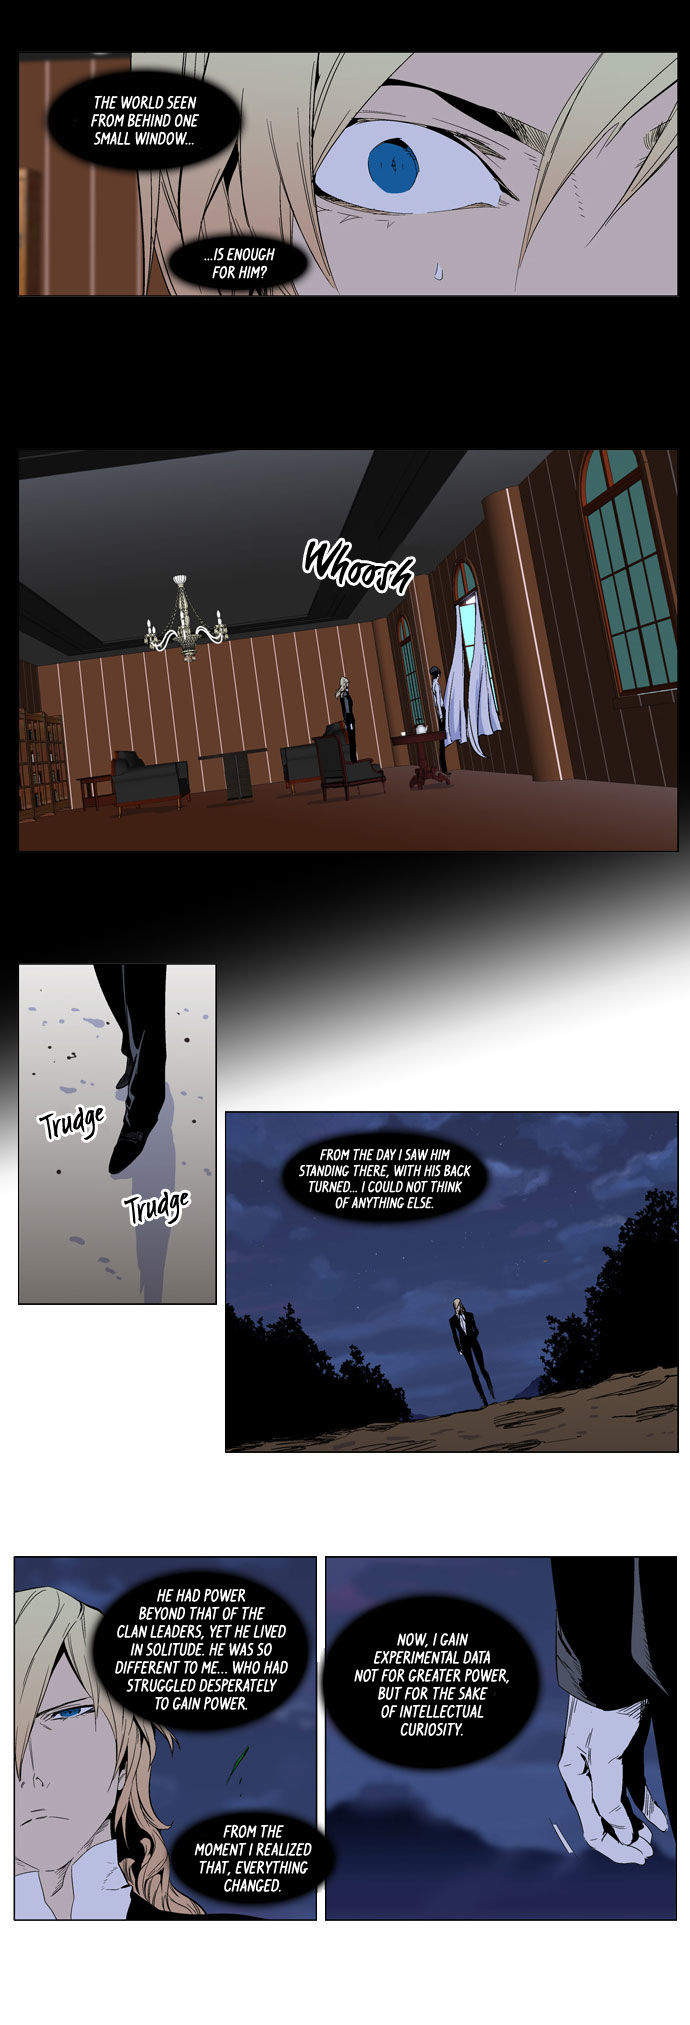 THE WORLD SEEN
FROM BEHIND ONE
SMALL WINDOW...
...IS ENOUGH
FOR HIM?
Whoosh
Trudge
Trudge
FROM THE DAY I SAW HIM
STANDING THERE, WITH HIS BACK
TURNED... I COULD NOT THINK
OF ANYTHING ELSE.
HE HAD POWER
BEYOND THAT OF THE
CLAN LEADERS, YET HE LIVED
IN SOLITUDE. HE WAS SO
DIFFERENT TO ME... WHO HAD
STRUGGLED DESPERATELY
TO GAIN POWER.
FROM THE
MOMENT I REALIZED
THAT, EVERYTHING
CHANGED.
NOW, I GAIN
EXPERIMENTAL DATA
NOT FOR GREATER POWER,
BUT FOR THE SAKE
OF INTELLECTUAL
CURIOSITY.